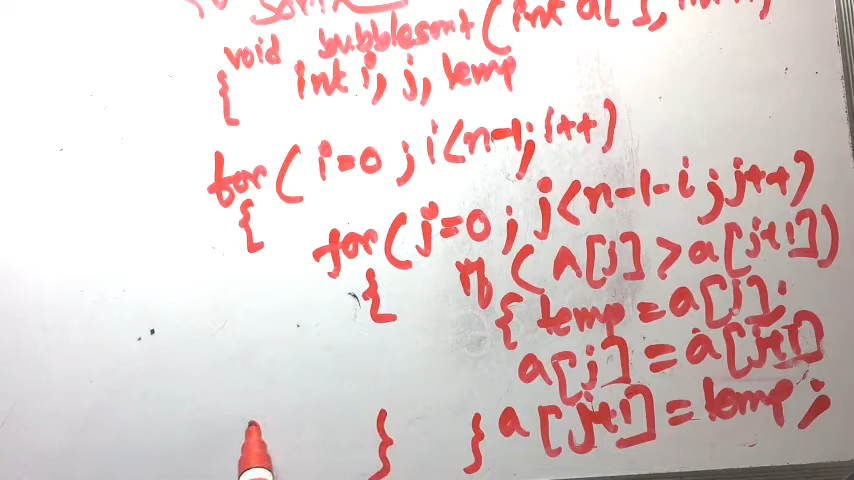 void bubblesort (int a[],
{ int i, j, temp
for ( i=0 ; i<n-1; i++)
{ for ( j=0 ; j<n-1-i ; j++)
{ if ( A[j] > a[j+1])
{ temp = a[j];
a[j] = a[j+1]
} } a[j+1] = temp ;